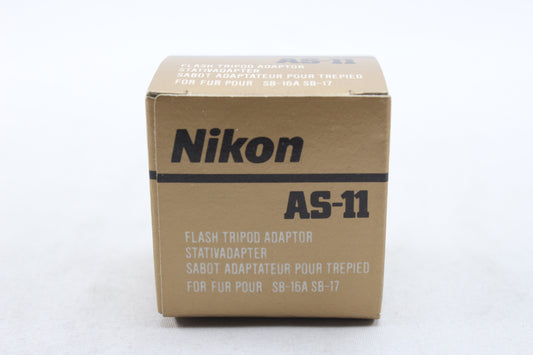 AS-11
FLASH TRIPOD ADAPTOR
STATIVADAPTER
SABOT ADAPTATEUR POUR TREPIED
FOR FUR POUR SB-16A SB-17
Nikon
AS-11
FLASH TRIPOD ADAPTOR
STATIVADAPTER
SABOT ADAPTATEUR POUR TREPIED
FOR FUR POUR SB-16A SB-17